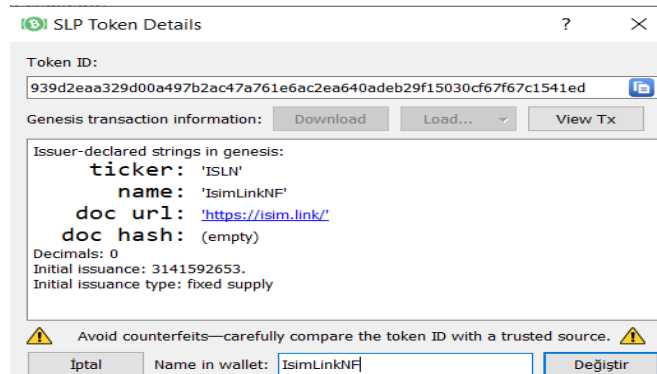 SLP Token Details ? ×
Token ID:
939d2eaa329d00a497b2ac47a761e6ac2ea640adeb29f15030cf67f67c1541ed
Genesis transaction information: Download Load... View Tx
Issuer-declared strings in genesis:
ticker: 'ISLN'
name: 'IsimLinkNF'
doc url: 'https://isim.link/'
doc hash: (empty)
Decimals: 0
Initial issuance: 3141592653.
Initial issuance type: fixed supply
Avoid counterfeits—carefully compare the token ID with a trusted source.
İptal Name in wallet: IsimLinkNF Değiştir